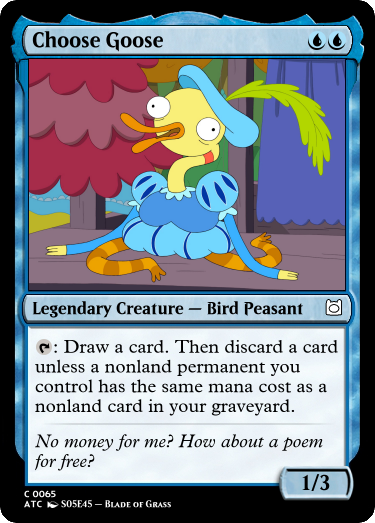 Choose Goose
Legendary Creature — Bird Peasant
: Draw a card. Then discard a card
unless a nonland permanent you
control has the same mana cost as a
nonland card in your graveyard.
No money for me? How about a poem
for free?
1/3
C 0065
ATC S05E45 – Blade of Grass